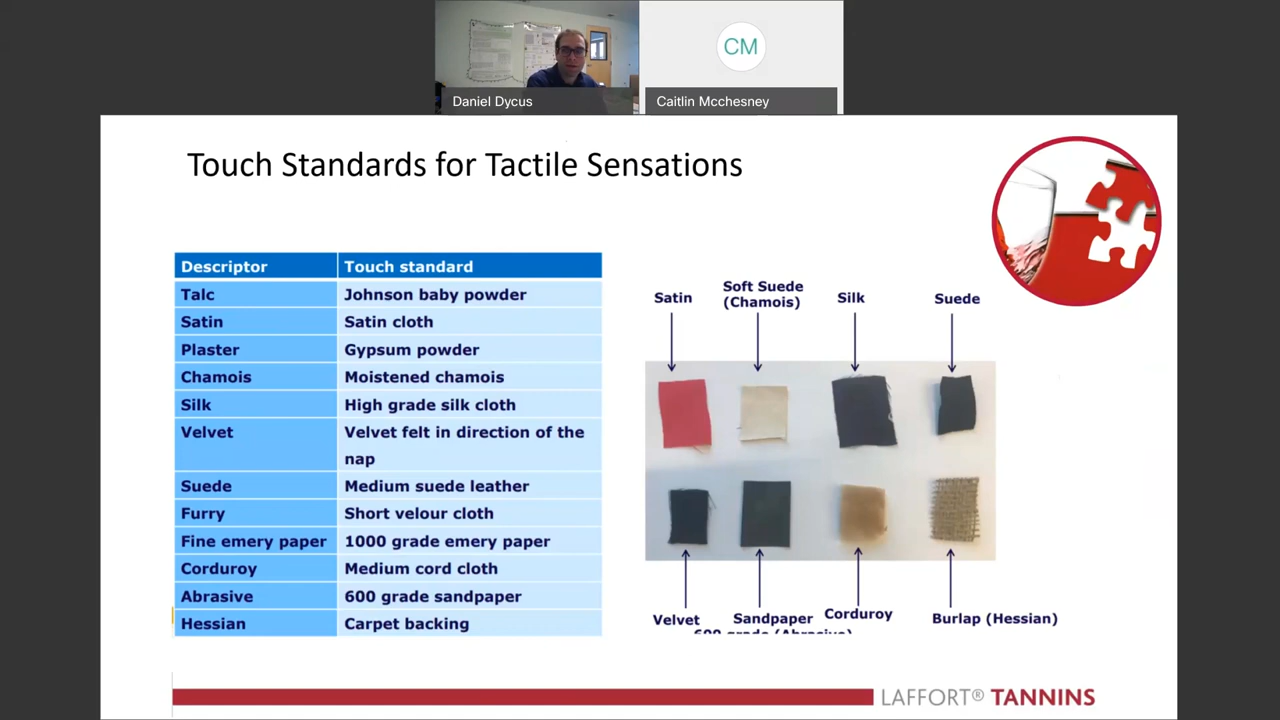 Daniel Dycus
CM
Caitlin Mcchesney
Touch Standards for Tactile Sensations
Descriptor Touch standard
Talc Johnson baby powder
Satin Satin cloth
Plaster Gypsum powder
Chamois Moistened chamois
Silk High grade silk cloth
Velvet Velvet felt in direction of the
nap
Suede Medium suede leather
Furry Short velour cloth
Fine emery paper 1000 grade emery paper
Corduroy Medium cord cloth
Abrasive 600 grade sandpaper
Hessian Carpet backing
Satin
Soft Suede
(Chamois)
Silk
Suede
Velvet
Sandpaper
600 grade (Abrasive)
Corduroy
Burlap (Hessian)
LAFFORT® TANNINS